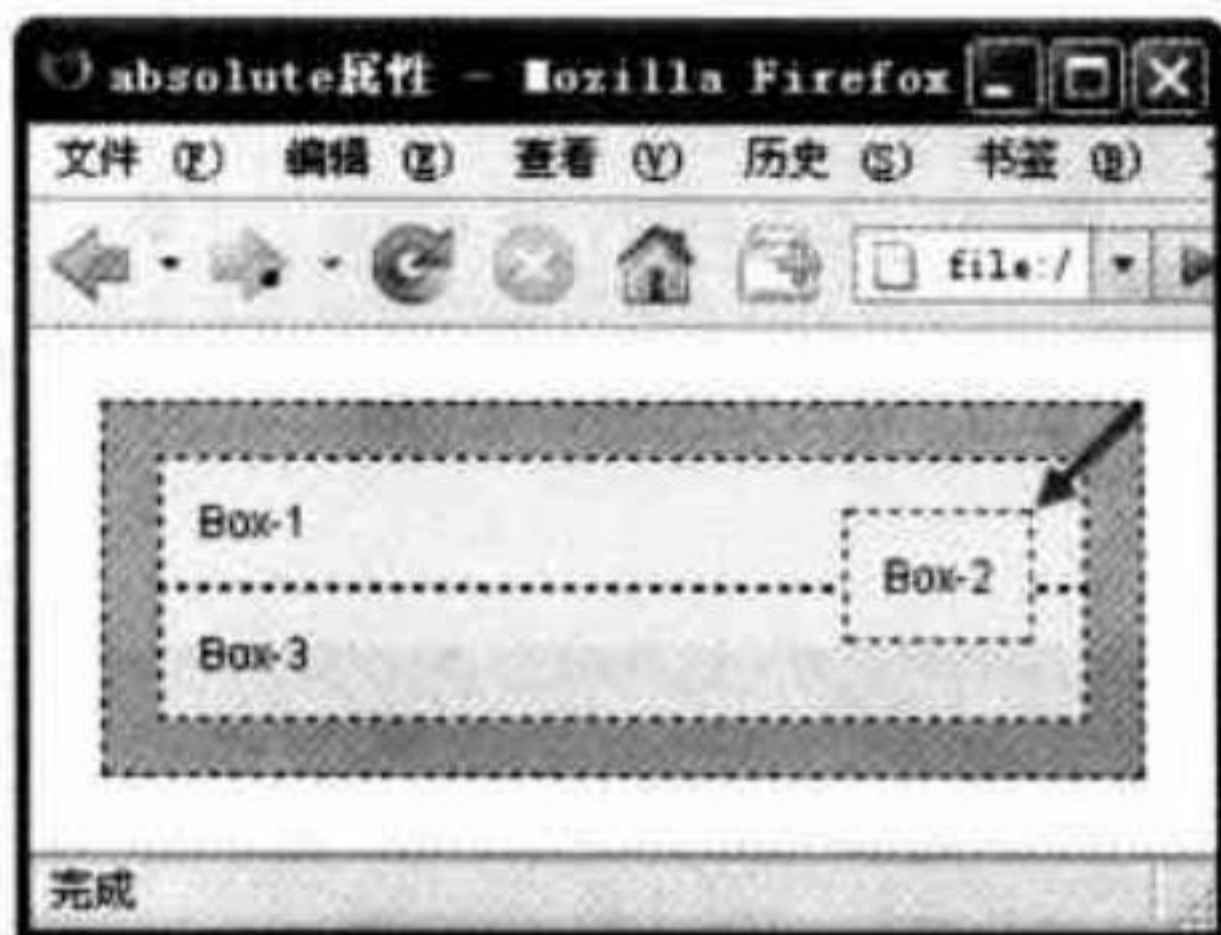 absolute属性 - Mozilla Firefox
文件 (F) 编辑 (E) 查看 (V) 历史 (S) 书签 (B)
file:/
Box-1
Box-2
Box-3
完成